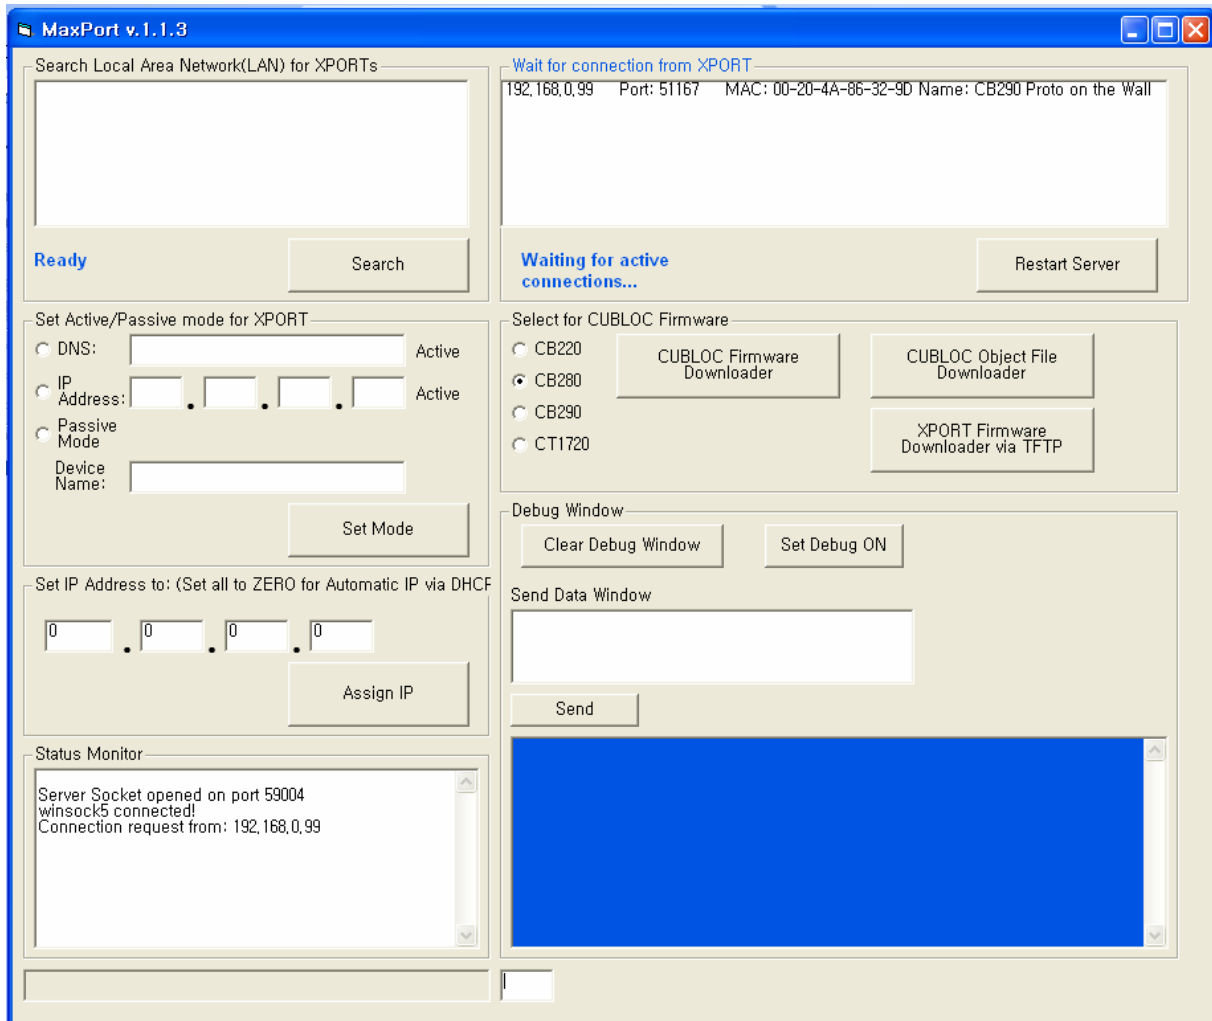 MaxPort v.1.1.3
Search Local Area Network(LAN) for XPORTs
Ready
Search
Wait for connection from XPORT
192,168,0,99 Port: 51167 MAC: 00-20-4A-86-32-9D Name: CB290 Proto on the Wall
Waiting for active
connections...
Restart Server
Set Active/Passive mode for XPORT
DNS:
Active
IP
Address:
. . .
Active
Passive
Mode
Device
Name:
Set Mode
Select for CUBLOC Firmware
CB220
CB280
CB290
CT1720
CUBLOC Firmware
Downloader
CUBLOC Object File
Downloader
XPORT Firmware
Downloader via TFTP
Set IP Address to: (Set all to ZERO for Automatic IP via DHCP
0 . 0 . 0 . 0
Assign IP
Debug Window
Clear Debug Window
Set Debug ON
Send Data Window
Send
Status Monitor
Server Socket opened on port 59004
winsock5 connected!
Connection request from: 192,168,0,99